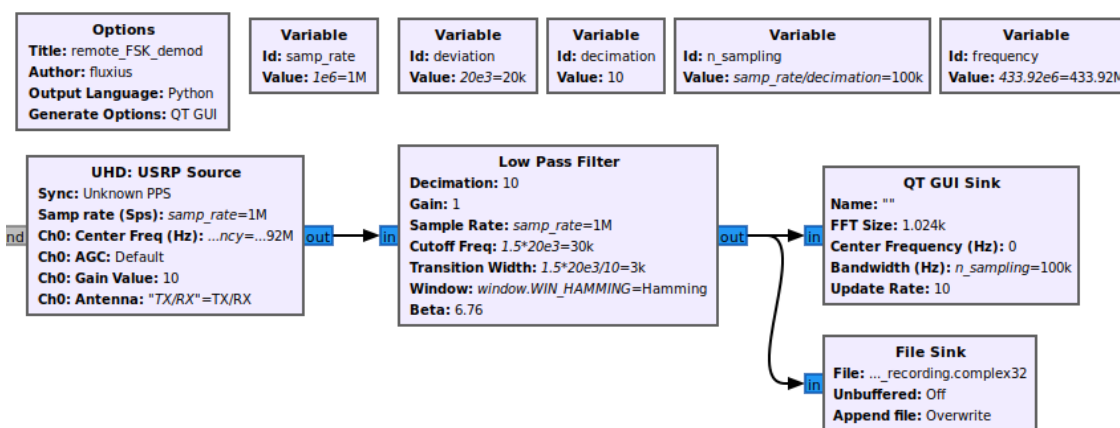 Options
Title: remote_FSK_demod
Author: fluxius
Output Language: Python
Generate Options: QT GUI
Variable
Id: samp_rate
Value: 1e6=1M
Variable
Id: deviation
Value: 20e3=20k
Variable
Id: decimation
Value: 10
Variable
Id: n_sampling
Value: samp_rate/decimation=100k
Variable
Id: frequency
Value: 433.92e6=433.92M
nd
UHD: USRP Source
Sync: Unknown PPS
Samp rate (Sps): samp_rate=1M
Ch0: Center Freq (Hz): ...ncy=...92M
Ch0: AGC: Default
Ch0: Gain Value: 10
Ch0: Antenna: "TX/RX"=TX/RX
out
in
Low Pass Filter
Decimation: 10
Gain: 1
Sample Rate: samp_rate=1M
Cutoff Freq: 1.5*20e3=30k
Transition Width: 1.5*20e3/10=3k
Window: window.WIN_HAMMING=Hamming
Beta: 6.76
out
in
QT GUI Sink
Name: ""
FFT Size: 1.024k
Center Frequency (Hz): 0
Bandwidth (Hz): n_sampling=100k
Update Rate: 10
in
File Sink
File: ..._recording.complex32
Unbuffered: Off
Append file: Overwrite